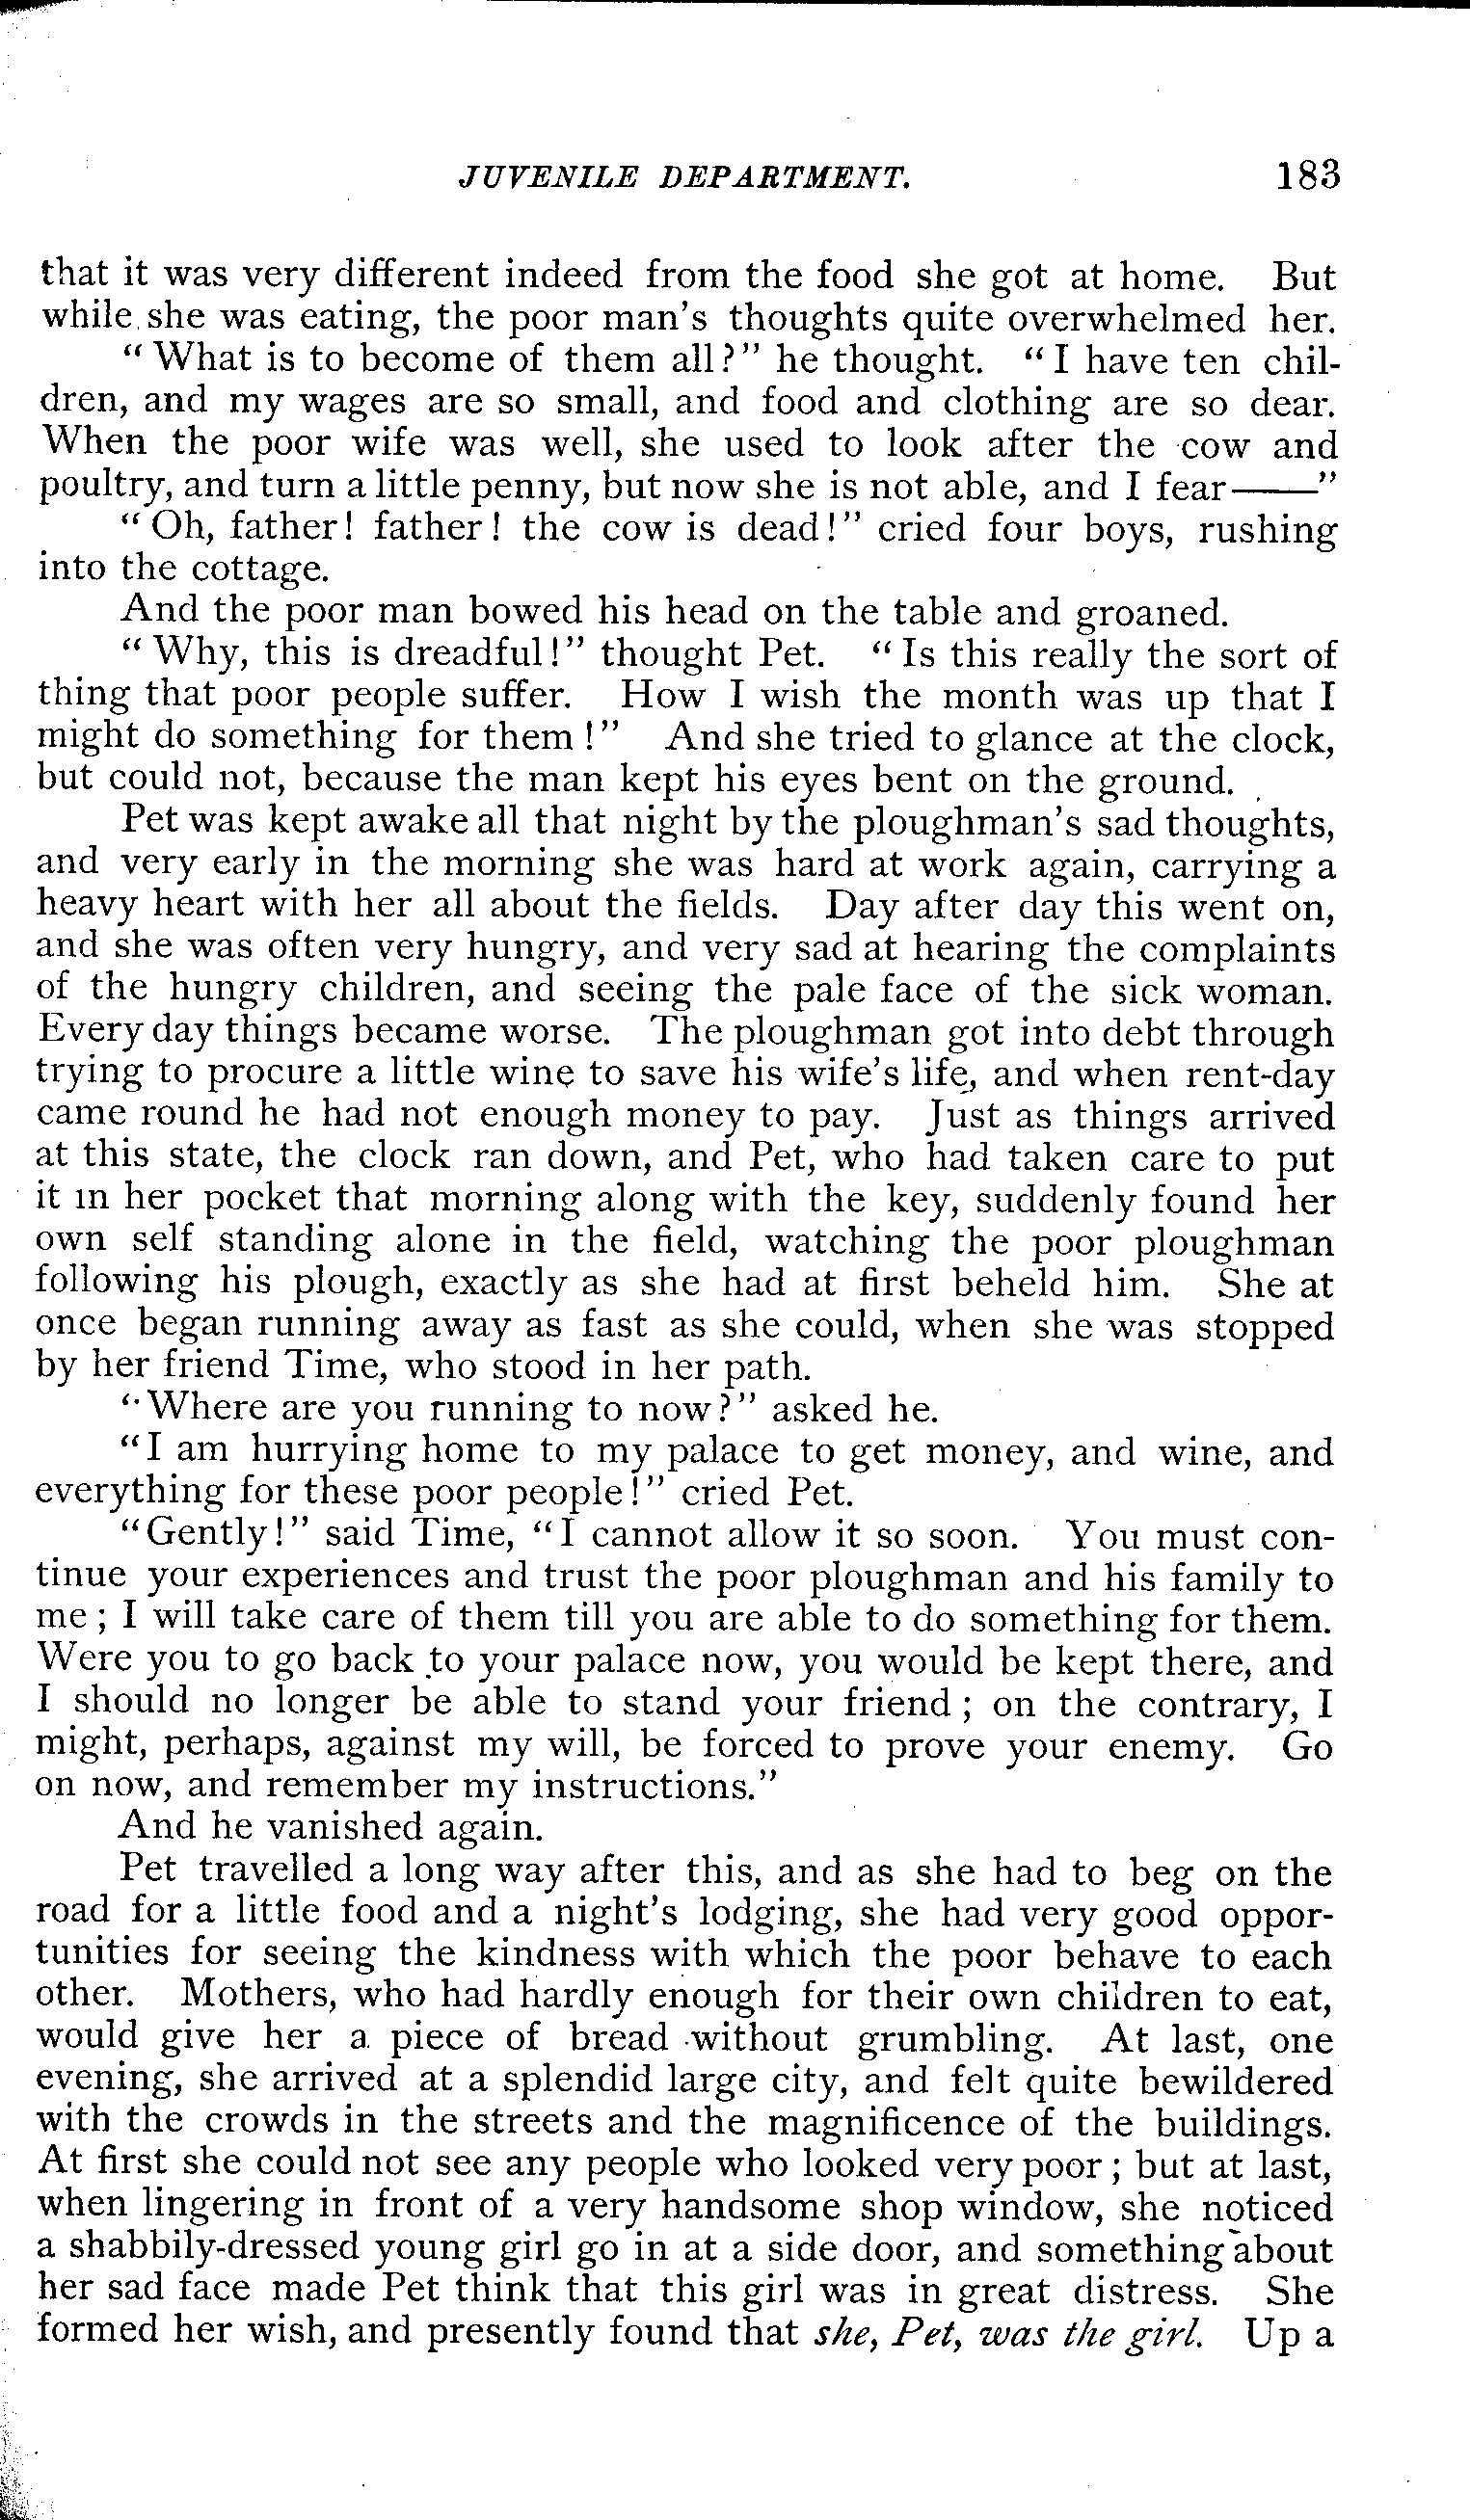 JUVENILE DEPARTMENT. 183
that it was very different indeed from the food she got at home. But
while she was eating, the poor man's thoughts quite overwhelmed her.
"What is to become of them all?" he thought. "I have ten chil-
dren, and my wages are so small, and food and clothing are so dear.
When the poor wife was well, she used to look after the cow and
poultry, and turn a little penny, but now she is not able, and I fear——"
"Oh, father! father! the cow is dead!" cried four boys, rushing
into the cottage.
And the poor man bowed his head on the table and groaned.
"Why, this is dreadful!" thought Pet. "Is this really the sort of
thing that poor people suffer. How I wish the month was up that I
might do something for them!" And she tried to glance at the clock,
but could not, because the man kept his eyes bent on the ground.
Pet was kept awake all that night by the ploughman's sad thoughts,
and very early in the morning she was hard at work again, carrying a
heavy heart with her all about the fields. Day after day this went on,
and she was often very hungry, and very sad at hearing the complaints
of the hungry children, and seeing the pale face of the sick woman.
Every day things became worse. The ploughman got into debt through
trying to procure a little wine to save his wife's life, and when rent-day
came round he had not enough money to pay. Just as things arrived
at this state, the clock ran down, and Pet, who had taken care to put
it in her pocket that morning along with the key, suddenly found her
own self standing alone in the field, watching the poor ploughman
following his plough, exactly as she had at first beheld him. She at
once began running away as fast as she could, when she was stopped
by her friend Time, who stood in her path.
"Where are you running to now?" asked he.
"I am hurrying home to my palace to get money, and wine, and
everything for these poor people!" cried Pet.
"Gently!" said Time, "I cannot allow it so soon. You must con-
tinue your experiences and trust the poor ploughman and his family to
me; I will take care of them till you are able to do something for them.
Were you to go back to your palace now, you would be kept there, and
I should no longer be able to stand your friend; on the contrary, I
might, perhaps, against my will, be forced to prove your enemy. Go
on now, and remember my instructions."
And he vanished again.
Pet travelled a long way after this, and as she had to beg on the
road for a little food and a night's lodging, she had very good oppor-
tunities for seeing the kindness with which the poor behave to each
other. Mothers, who had hardly enough for their own children to eat,
would give her a piece of bread without grumbling. At last, one
evening, she arrived at a splendid large city, and felt quite bewildered
with the crowds in the streets and the magnificence of the buildings.
At first she could not see any people who looked very poor; but at last,
when lingering in front of a very handsome shop window, she noticed
a shabbily-dressed young girl go in at a side door, and something about
her sad face made Pet think that this girl was in great distress. She
formed her wish, and presently found that she, Pet, was the girl. Up a